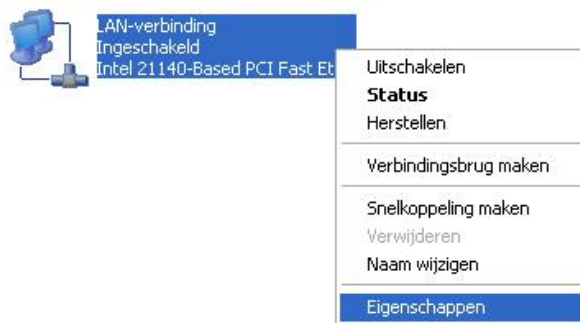 LAN-verbinding
Ingeschakeld
Intel 21140-Based PCI Fast Et
Uitschakelen
Status
Herstellen
Verbindingsbrug maken
Snelkoppeling maken
Verwijderen
Naam wijzigen
Eigenschappen